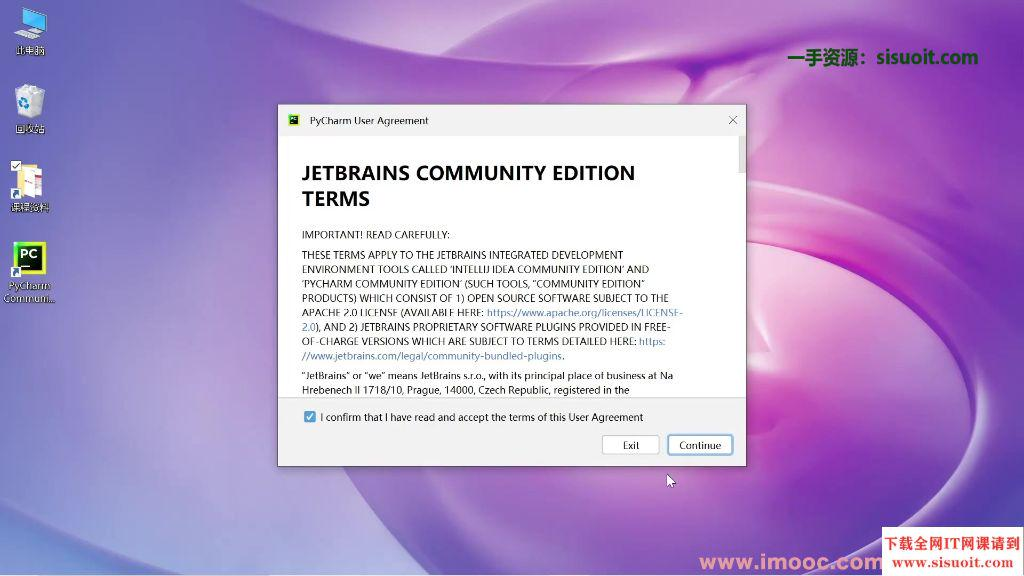 此电脑
回收站
课程资料
PC
PyCharm
Communi...
一手资源：sisuoit.com
PC
PyCharm User Agreement
JETBRAINS COMMUNITY EDITION
TERMS
IMPORTANT! READ CAREFULLY:
THESE TERMS APPLY TO THE JETBRAINS INTEGRATED DEVELOPMENT
ENVIRONMENT TOOLS CALLED ‘INTELLIJ IDEA COMMUNITY EDITION’ AND
‘PYCHARM COMMUNITY EDITION’ (SUCH TOOLS, “COMMUNITY EDITION”
PRODUCTS) WHICH CONSIST OF 1) OPEN SOURCE SOFTWARE SUBJECT TO THE
APACHE 2.0 LICENSE (AVAILABLE HERE: https://www.apache.org/licenses/LICENSE-
2.0), AND 2) JETBRAINS PROPRIETARY SOFTWARE PLUGINS PROVIDED IN FREE-
OF-CHARGE VERSIONS WHICH ARE SUBJECT TO TERMS DETAILED HERE: https:
//www.jetbrains.com/legal/community-bundled-plugins.
“JetBrains” or “we” means JetBrains s.r.o., with its principal place of business at Na
Hrebenech II 1718/10, Prague, 14000, Czech Republic, registered in the
I confirm that I have read and accept the terms of this User Agreement
Exit
Continue
www.imooc.com
下载全网IT网课请到
www.sisuoit.com